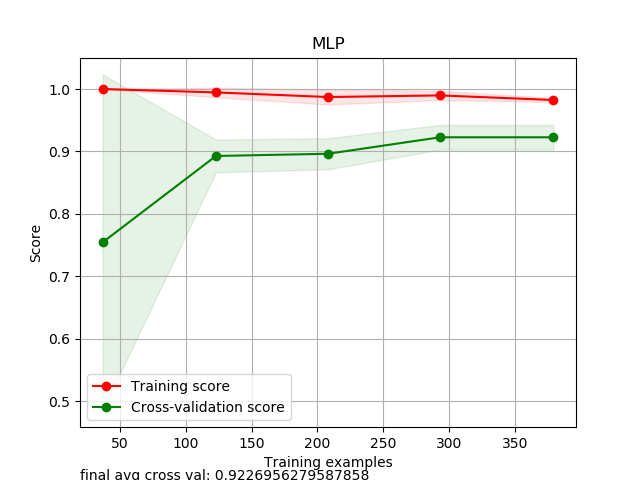 MLP
1.0
0.9
0.8
0.7
0.6
0.5
Score
Training score
Cross-validation score
50 100 150 200 250 300 350
Training examples
final avg cross val: 0.9226956279587858